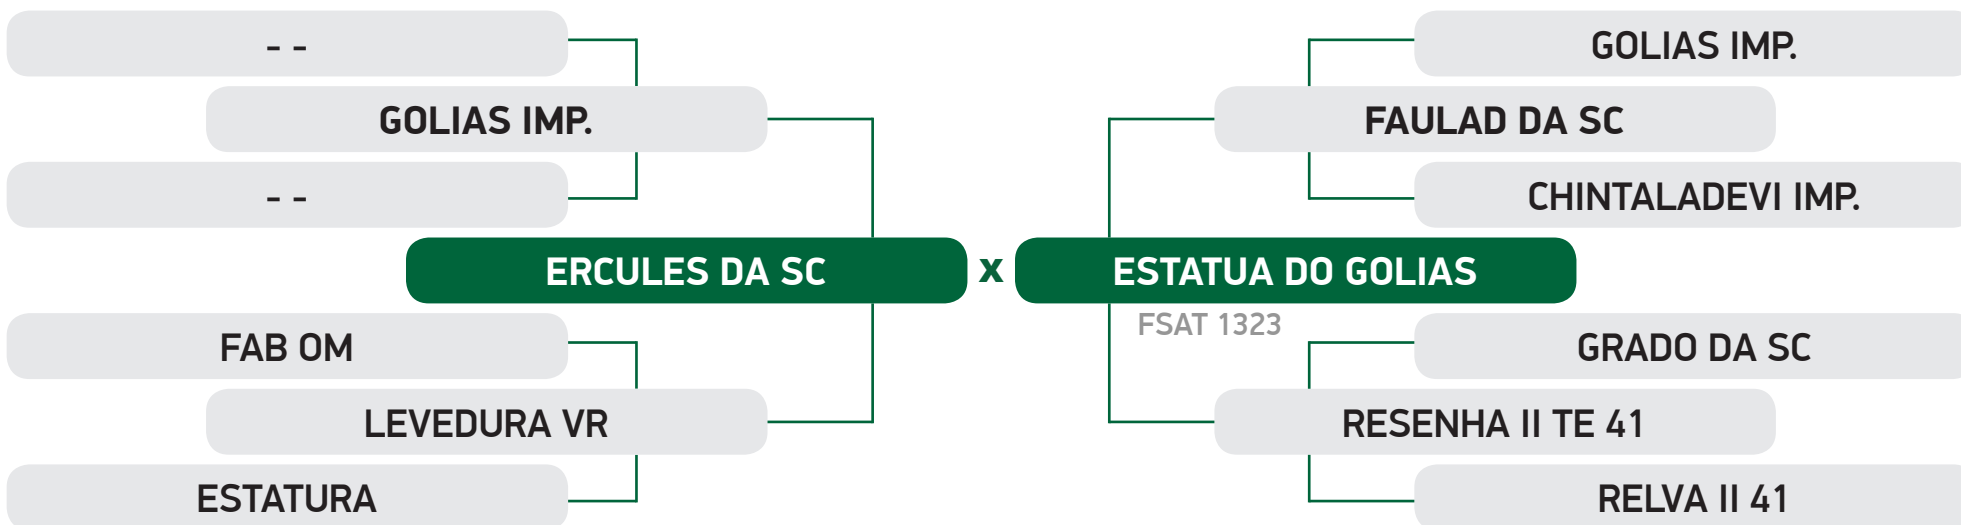 - -
GOLIAS IMP.
GOLIAS IMP.
FAULAD DA SC
- -
CHINTALADEVI IMP.
ERCULES DA SC x ESTATUA DO GOLIAS
FSAT 1323
FAB OM
GRADO DA SC
LEVEDURA VR
RESENHA II TE 41
ESTATURA
RELVA II 41